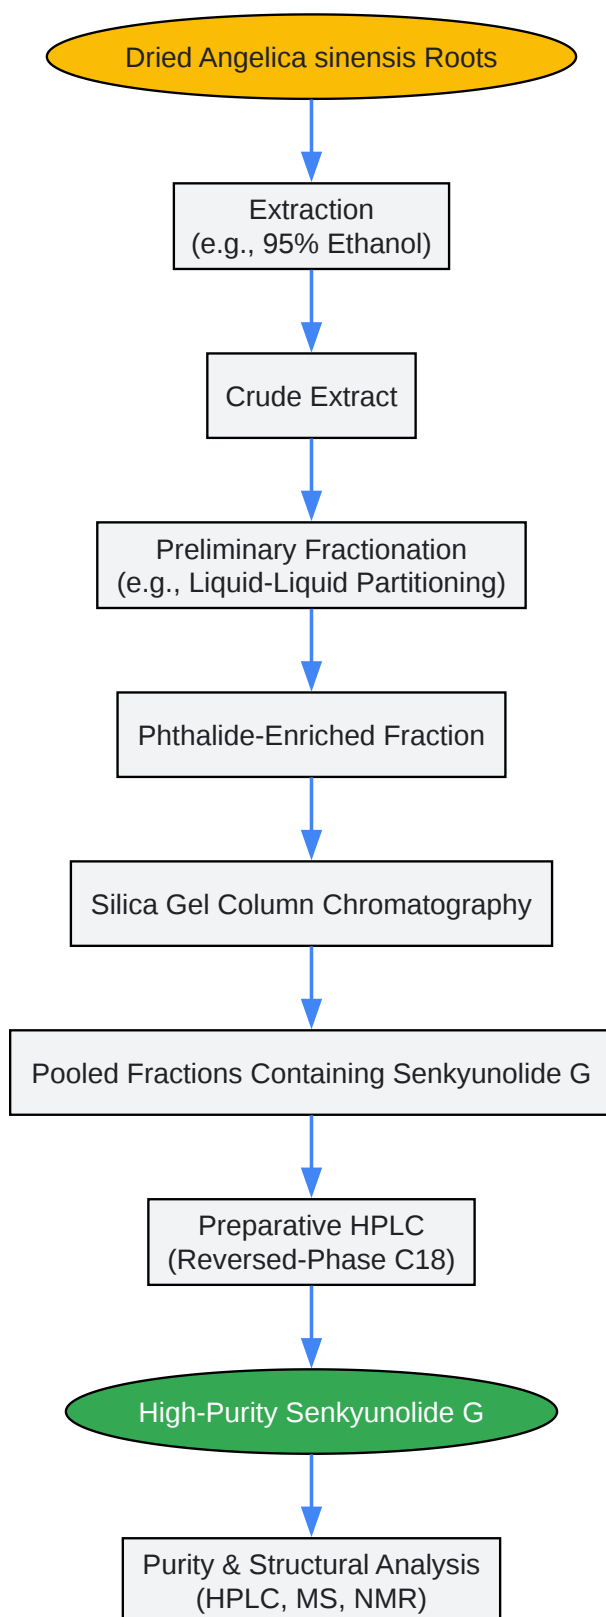 Dried Angelica sinensis Roots
Extraction
(e.g., 95% Ethanol)
Crude Extract
Preliminary Fractionation
(e.g., Liquid-Liquid Partitioning)
Phthalide-Enriched Fraction
Silica Gel Column Chromatography
Pooled Fractions Containing Senkyunolide G
Preparative HPLC
(Reversed-Phase C18)
High-Purity Senkyunolide G
Purity & Structural Analysis
(HPLC, MS, NMR)